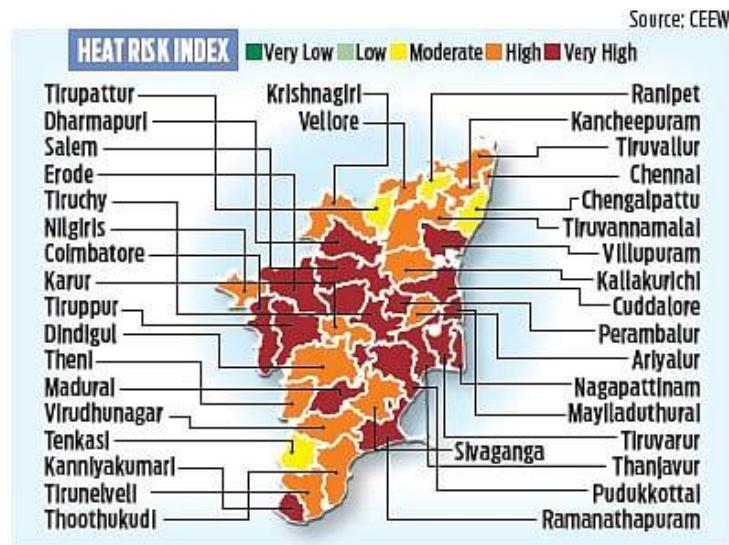 Source: CEEW
HEAT RISK INDEX Very Low Low Moderate High Very High
Tirupattur
Dharmapuri
Salem
Erode
Tiruchy
Nilgiris
Coimbatore
Karur
Tiruppur
Dindigul
Theni
Madurai
Virudhunagar
Tenkasi
Kanniyakumari
Tirunelveli
Thoothukudi
Krishnagiri
Vellore
Ranipet
Kancheepuram
Tiruvallur
Chennai
Chengalpattu
Tiruvannamalai
Villupuram
Kallakurichi
Cuddalore
Perambalur
Ariyalur
Nagapattinam
Mayiladuthurai
Tiruvarur
Sivaganga
Thanjavur
Pudukkottai
Ramanathapuram